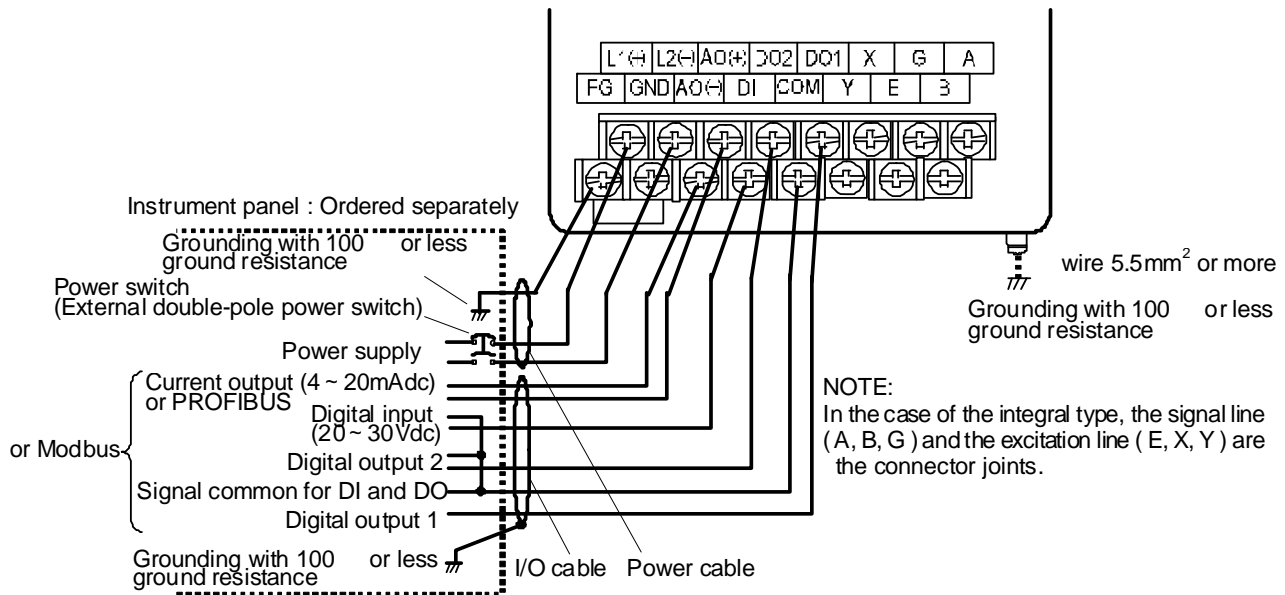 L1(+) L2(-) AO(+) DO2 DO1 X G A
FG GND AO(-) DI COM Y E B
Instrument panel : Ordered separately
Grounding with 100 or less
ground resistance
Power switch
(External double-pole power switch)
Power supply
Current output (4 ~ 20mAdc)
or PROFIBUS
Digital input
(20 ~ 30Vdc)
or Modbus
Digital output 2
Signal common for DI and DO
Digital output 1
Grounding with 100 or less
ground resistance
I/O cable Power cable
wire 5.5mm² or more
Grounding with 100 or less
ground resistance
NOTE:
In the case of the integral type, the signal line
( A, B, G ) and the excitation line ( E, X, Y ) are
the connector joints.